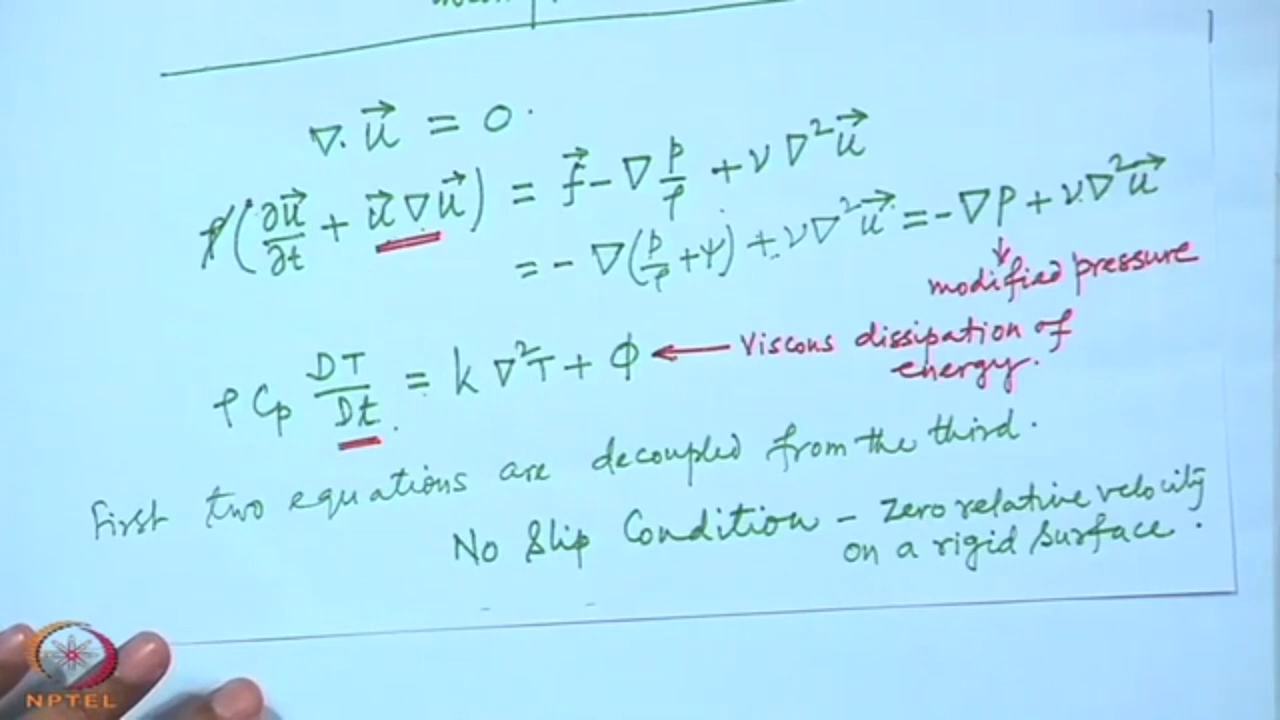 ∇. u⃗ = 0.
ρ(∂u⃗/∂t + u⃗∇u⃗) = f⃗ - ∇ p/ρ + ν∇²u⃗
= - ∇(p/ρ + ψ) + ν∇²u⃗ = - ∇P + ν∇²u⃗
modified pressure
ρ Cp DT/Dt = k ∇²T + Φ ← Viscous dissipation of
energy.
First two equations are decoupled from the third.
No Slip Condition - Zero relative velocity
on a rigid surface.
NPTEL